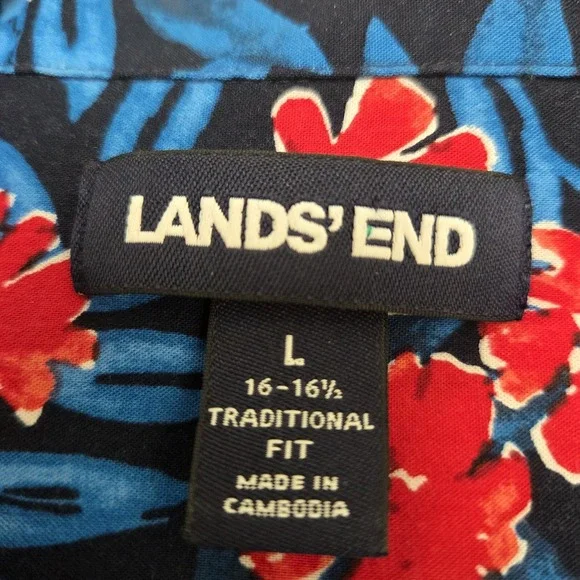 LANDS' END
L
16-16½
TRADITIONAL
FIT
MADE IN
CAMBODIA